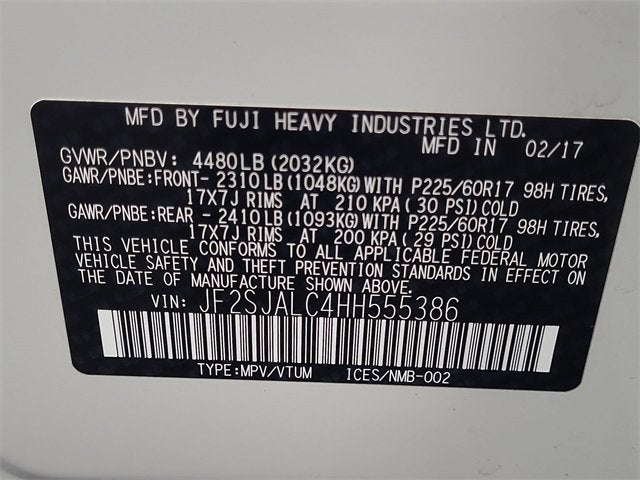 MFD BY FUJI HEAVY INDUSTRIES LTD.
MFD IN 02/17
GVWR/PNBV: 4480LB (2032KG)
GAWR/PNBE:FRONT- 2310LB(1048KG)WITH P225/60R17 98H TIRES,
17X7J RIMS AT 210 KPA( 30 PSI)COLD
GAWR/PNBE:REAR - 2410LB(1093KG)WITH P225/60R17 98H TIRES,
17X7J RIMS AT 200 KPA( 29 PSI)COLD
THIS VEHICLE CONFORMS TO ALL APPLICABLE FEDERAL MOTOR
VEHICLE SAFETY AND THEFT PREVENTION STANDARDS IN EFFECT ON
THE DATE OF MANUFACTURE SHOWN ABOVE.
VIN: JF2SJALC4HH555386
TYPE:MPV/VTUM ICES/NMB-002